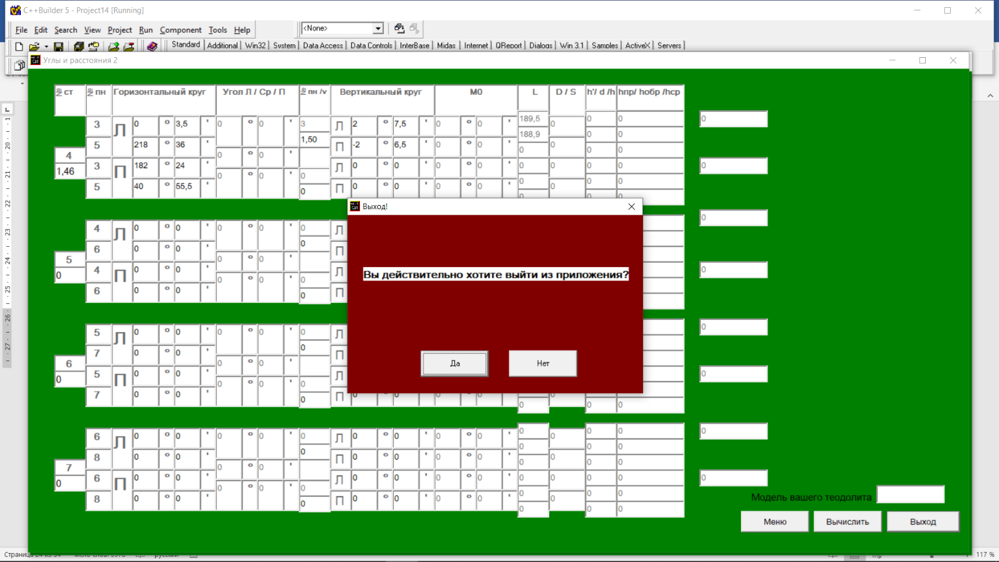 C++Builder 5 - Project14 [Running]
File Edit Search View Project Run Component Tools Help
<None>
Standard Additional Win32 System Data Access Data Controls InterBase Midas Internet QReport Dialogs Win 3.1 Samples ActiveX Servers
Углы и расстояния 2
№ ст № пн Горизонтальный круг Угол Л / Ср / П № пн /v Вертикальный круг М0 L D / S h'/ d /h hпр/ hобр /hср
189,5 0 0 0
3 Л 0 ° 3,5 ' 0 ° 0 ' 3 Л 2 ° 7,5 ' 0 ° 0 ' 0
188,9 0 0
1,50
5 218 ° 36 ' П -2 ° 6,5 ' 0 ° 0 ' 0
0 0 0
4 0 ° 0 '
3 П 182 ° 24 ' Л 0 ° 0 ' 0 ° 0 ' 0 0 0 0 0
1,46 0 ° 0 ' 0
0 0 0
5 40 ° 55,5 ' 0 П 0 ° 0 ' 0 ° 0 ' 0
0 0 0
Выход!
4 Л 0 ° 0 ' 0 ° 0 ' 0 Л 0
6 0 ° 0 ' 0 П
5 0 ° 0 '
4 П 0 ° 0 ' Л 0
0 0 ° 0 ' 0
6 0 ° 0 ' 0 П
Вы действительно хотите выйти из приложения?
5 Л 0 ° 0 ' 0 ° 0 ' 0 Л 0
7 0 ° 0 ' 0 П
6 0 ° 0 '
5 П 0 ° 0 ' Л 0
0 0 ° 0 ' 0
7 0 ° 0 ' 0 П 0 ° 0 ' 0 ° 0 ' 0
0 0 0
Да Нет
6 Л 0 ° 0 ' 0 ° 0 ' 0 Л 0 ° 0 ' 0 ° 0 ' 0 0 0 0 0
0 0 0
8 0 ° 0 ' 0 П 0 ° 0 ' 0 ° 0 ' 0
0 0 0
7 0 ° 0 '
6 П 0 ° 0 ' Л 0 ° 0 ' 0 ° 0 ' 0 0 0 0 0
0 0 ° 0 ' 0
0 0 0
8 0 ° 0 ' 0 П 0 ° 0 ' 0 ° 0 ' 0
0 0 0
Модель вашего теодолита
Меню Вычислить Выход
117 %